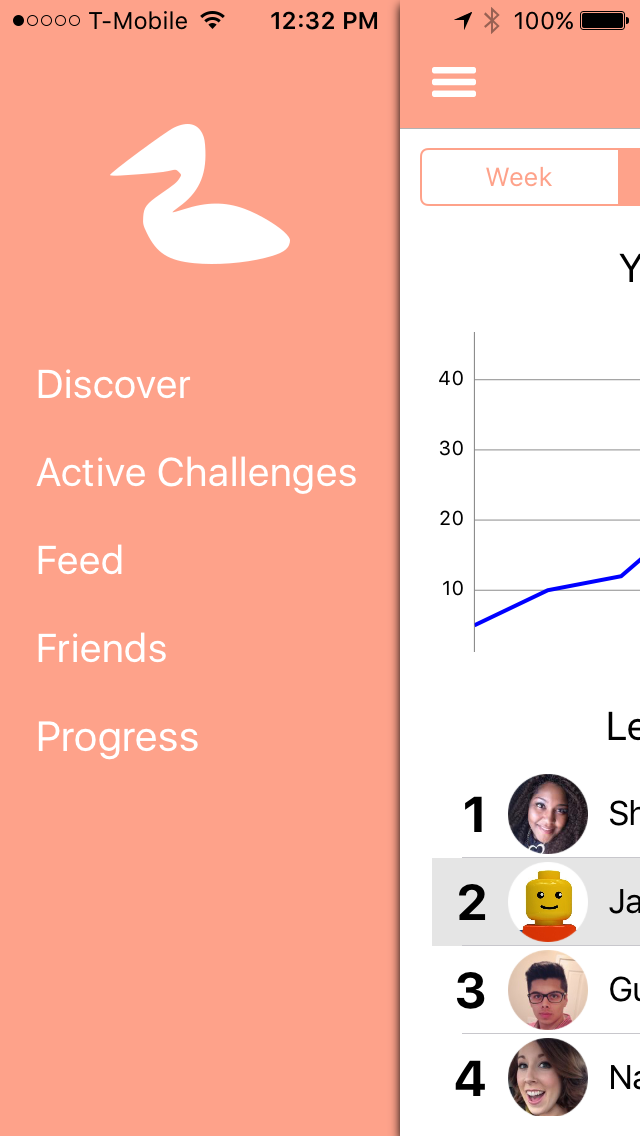 T-Mobile 12:32 PM 100%
Discover
Active Challenges
Feed
Friends
Progress
Week
Y
40
30
20
10
Le
1 Sh
2 Ja
3 Gu
4 Na